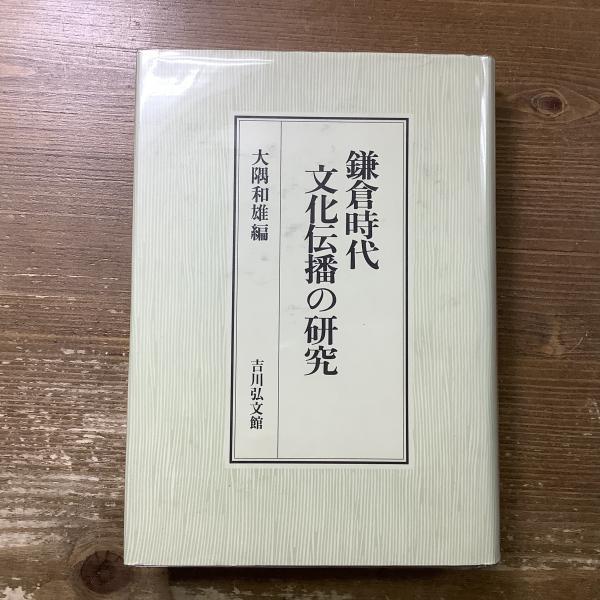 鎌倉時代
文化伝播の研究
大隅和雄編
吉川弘文館